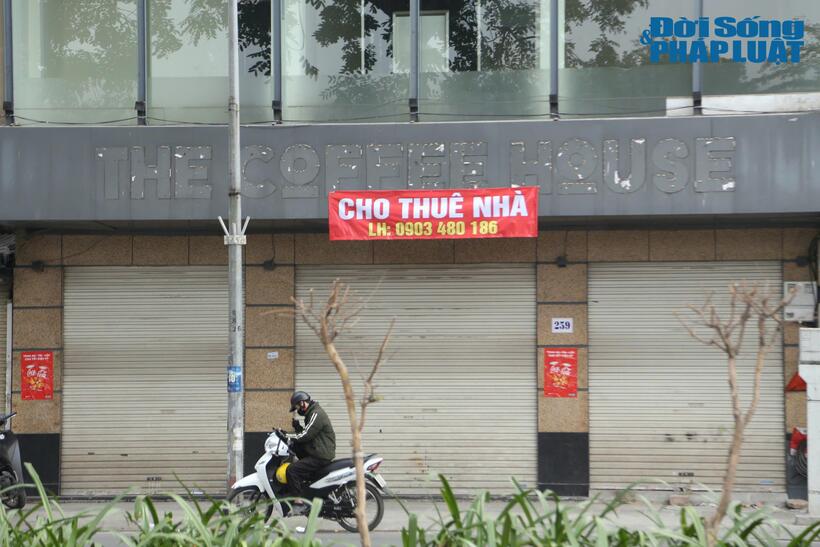 Đời Sống
& PHÁP LUẬT
THE COFFEE HOUSE
CHO THUÊ NHÀ
LH: 0903 480 186
259